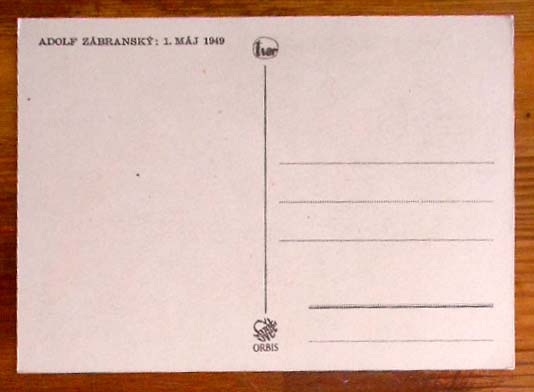 ADOLF ZÁBRANSKÝ: 1. MÁJ 1949
ORBIS